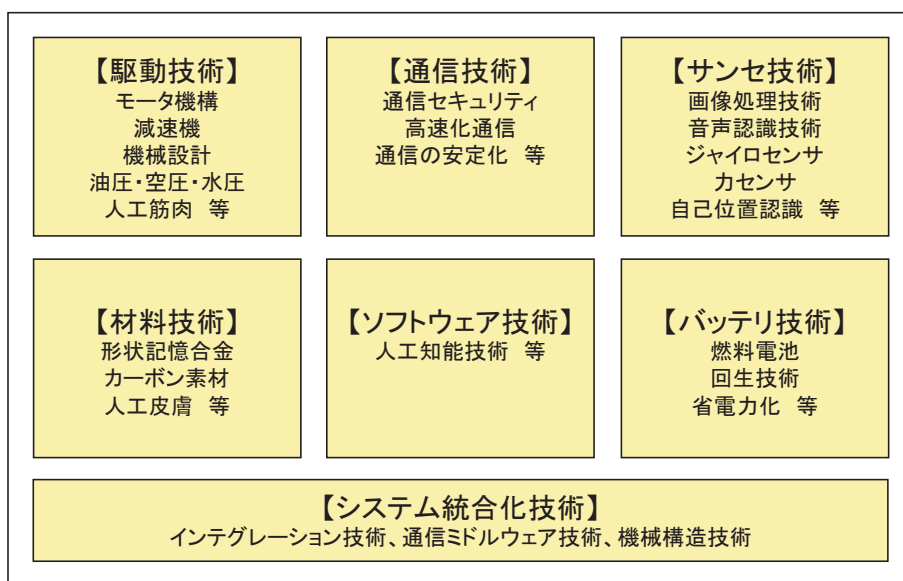 【駆動技術】
モータ機構
減速機
機械設計
油圧・空圧・水圧
人工筋肉 等
【通信技術】
通信セキュリティ
高速化通信
通信の安定化 等
【サンセ技術】
画像処理技術
音声認識技術
ジャイロセンサ
力センサ
自己位置認識 等
【材料技術】
形状記憶合金
カーボン素材
人工皮膚 等
【ソフトウェア技術】
人工知能技術 等
【バッテリ技術】
燃料電池
回生技術
省電力化 等
【システム統合化技術】
インテグレーション技術、通信ミドルウェア技術、機械構造技術